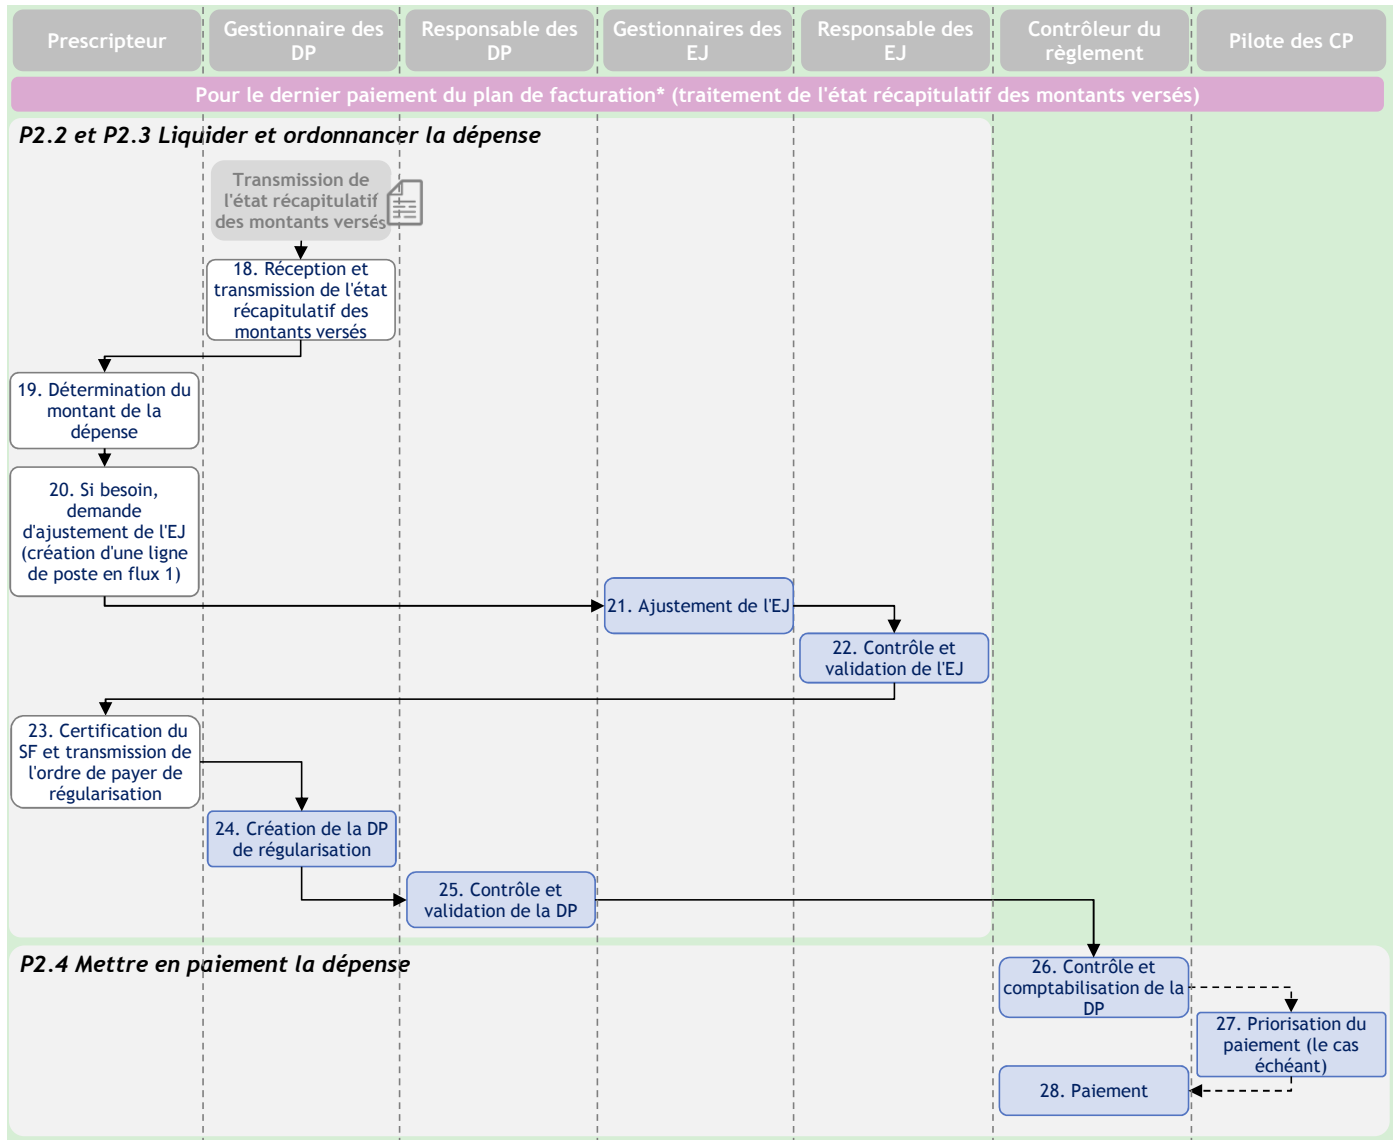 Prescripteur
Gestionnaire des
DP
Responsable des
DP
Gestionnaires des
EJ
Responsable des
EJ
Contrôleur du
règlement
Pilote des CP
Pour le dernier paiement du plan de facturation* (traitement de l'état récapitulatif des montants versés)
P2.2 et P2.3 Liquider et ordonnancer la dépense
Transmission de
l'état récapitulatif
des montants versés
18. Réception et
transmission de l'état
récapitulatif des
montants versés
19. Détermination du
montant de la
dépense
20. Si besoin,
demande
d'ajustement de l'EJ
(création d'une ligne
de poste en flux 1)
21. Ajustement de l'EJ
22. Contrôle et
validation de l'EJ
23. Certification du
SF et transmission de
l'ordre de payer de
régularisation
24. Création de la DP
de régularisation
25. Contrôle et
validation de la DP
P2.4 Mettre en paiement la dépense
26. Contrôle et
comptabilisation de la
DP
27. Priorisation du
paiement (le cas
échéant)
28. Paiement